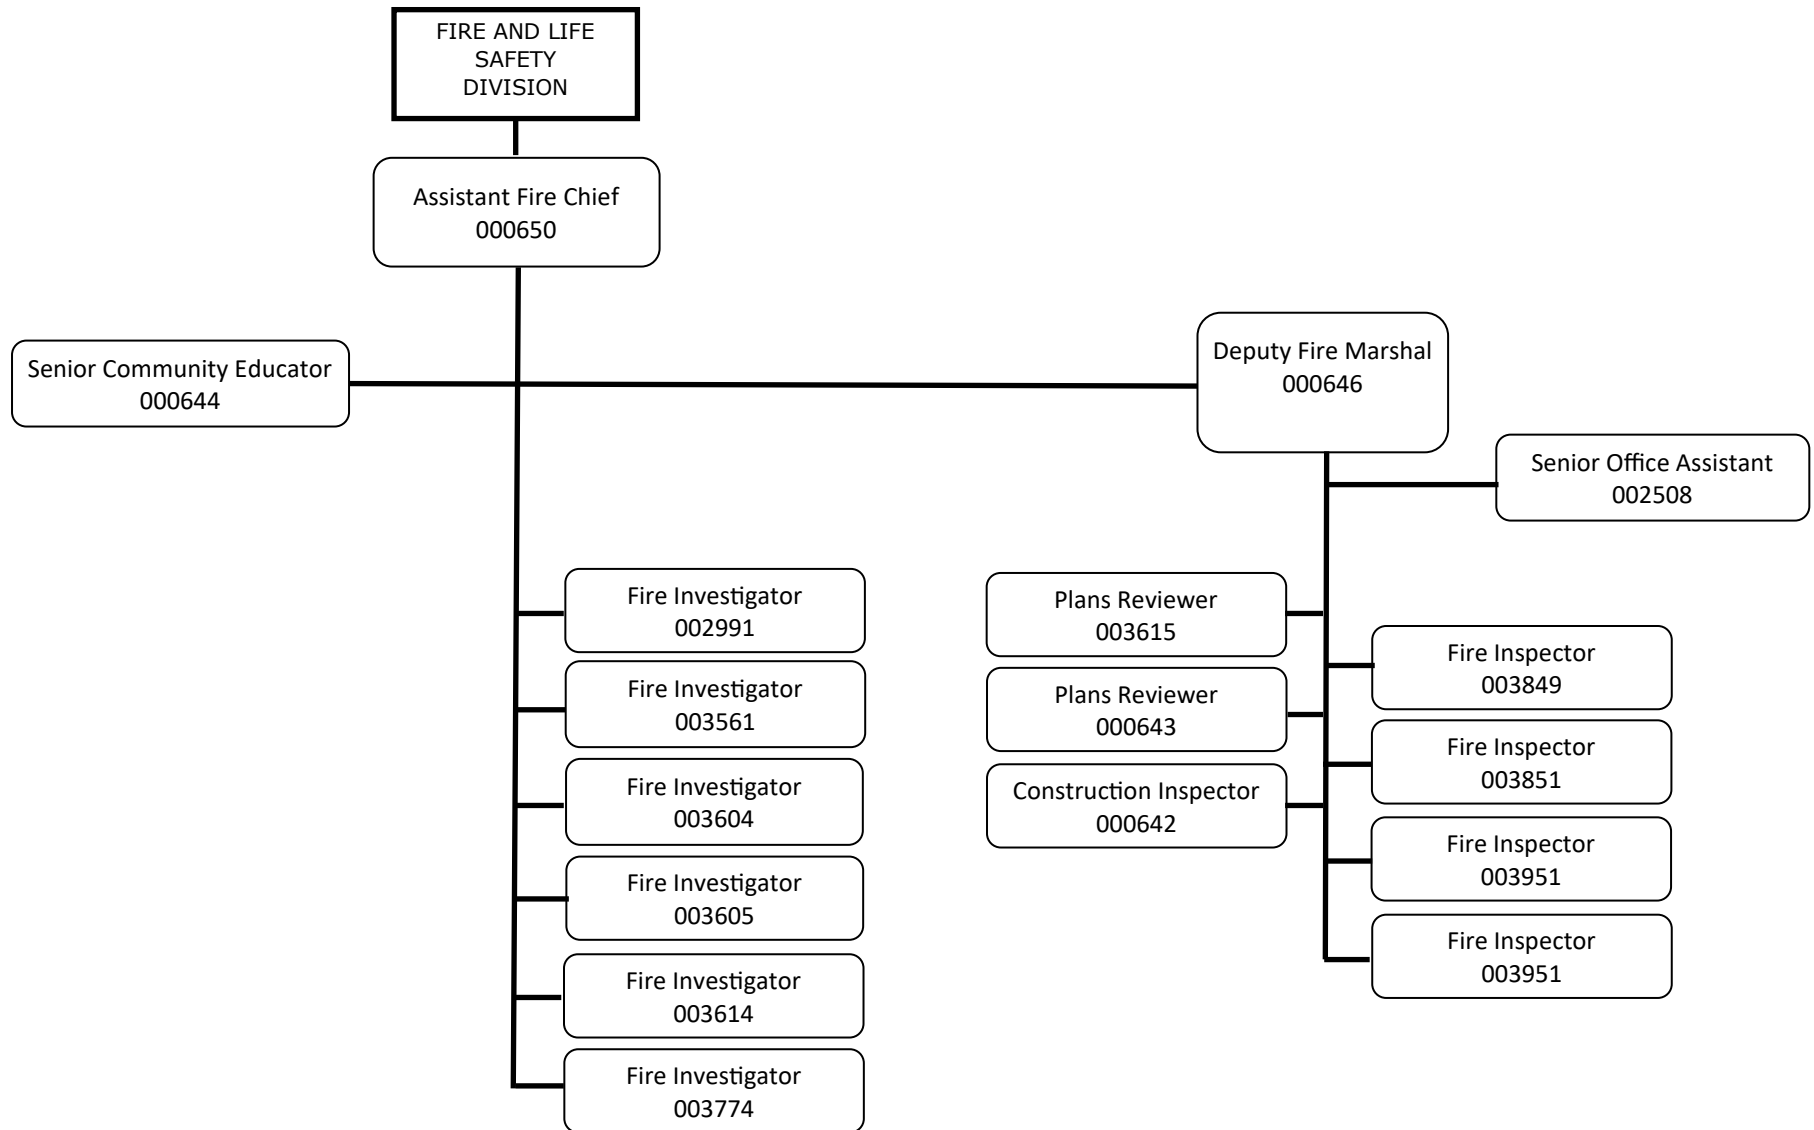 FIRE AND LIFE
SAFETY
DIVISION
Assistant Fire Chief
000650
Senior Community Educator
000644
Deputy Fire Marshal
000646
Senior Office Assistant
002508
Fire Investigator
002991
Fire Investigator
003561
Fire Investigator
003604
Fire Investigator
003605
Fire Investigator
003614
Fire Investigator
003774
Plans Reviewer
003615
Plans Reviewer
000643
Construction Inspector
000642
Fire Inspector
003849
Fire Inspector
003851
Fire Inspector
003951
Fire Inspector
003951